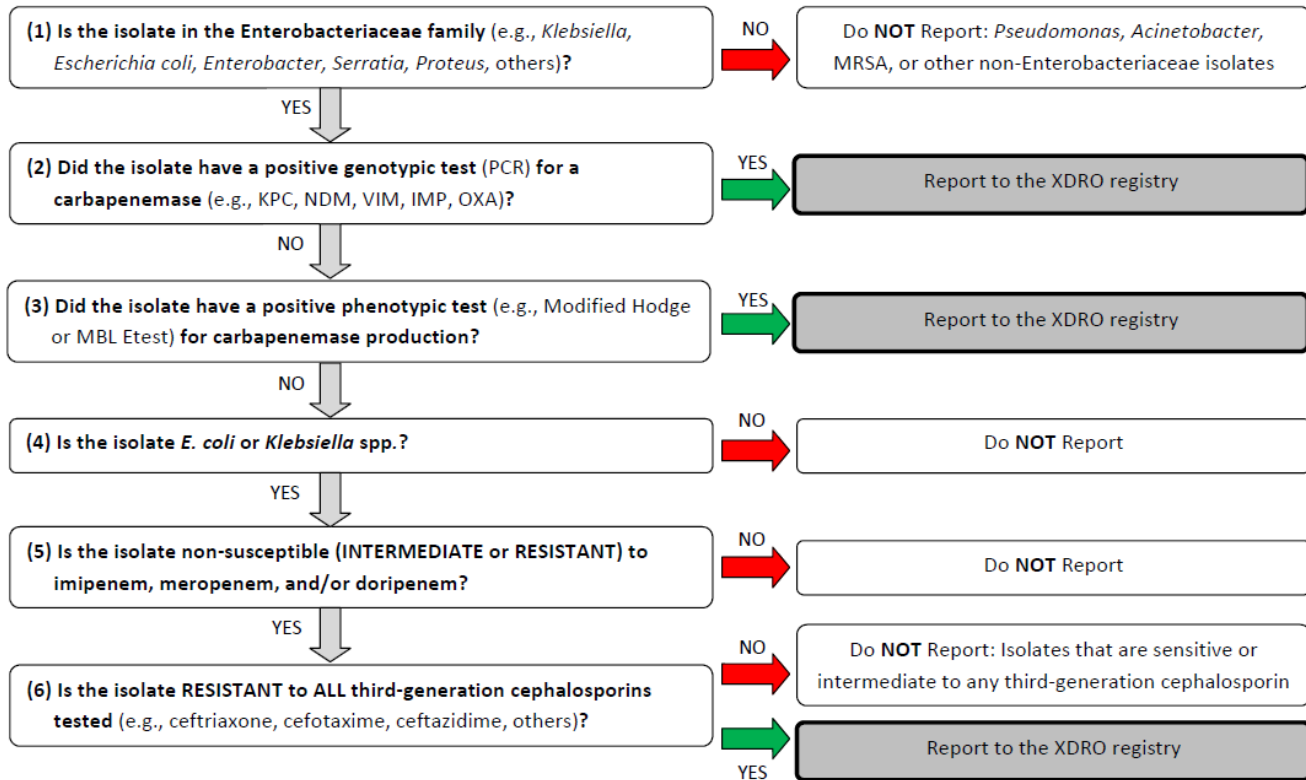 (1) Is the isolate in the Enterobacteriaceae family (e.g., Klebsiella,
Escherichia coli, Enterobacter, Serratia, Proteus, others)?
NO
Do NOT Report: Pseudomonas, Acinetobacter,
MRSA, or other non-Enterobacteriaceae isolates
YES
(2) Did the isolate have a positive genotypic test (PCR) for a
carbapenemase (e.g., KPC, NDM, VIM, IMP, OXA)?
YES
Report to the XDRO registry
NO
(3) Did the isolate have a positive phenotypic test (e.g., Modified Hodge
or MBL Etest) for carbapenemase production?
YES
Report to the XDRO registry
NO
(4) Is the isolate E. coli or Klebsiella spp.?
NO
Do NOT Report
YES
(5) Is the isolate non-susceptible (INTERMEDIATE or RESISTANT) to
imipenem, meropenem, and/or doripenem?
NO
Do NOT Report
YES
(6) Is the isolate RESISTANT to ALL third-generation cephalosporins
tested (e.g., ceftriaxone, cefotaxime, ceftazidime, others)?
NO
Do NOT Report: Isolates that are sensitive or
intermediate to any third-generation cephalosporin
YES
Report to the XDRO registry